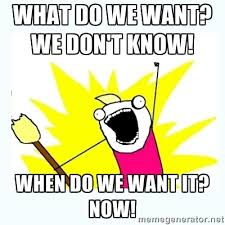 WHAT DO WE WANT?
WE DON'T KNOW!
WHEN DO WE WANT IT?
NOW!
memegenerator.net